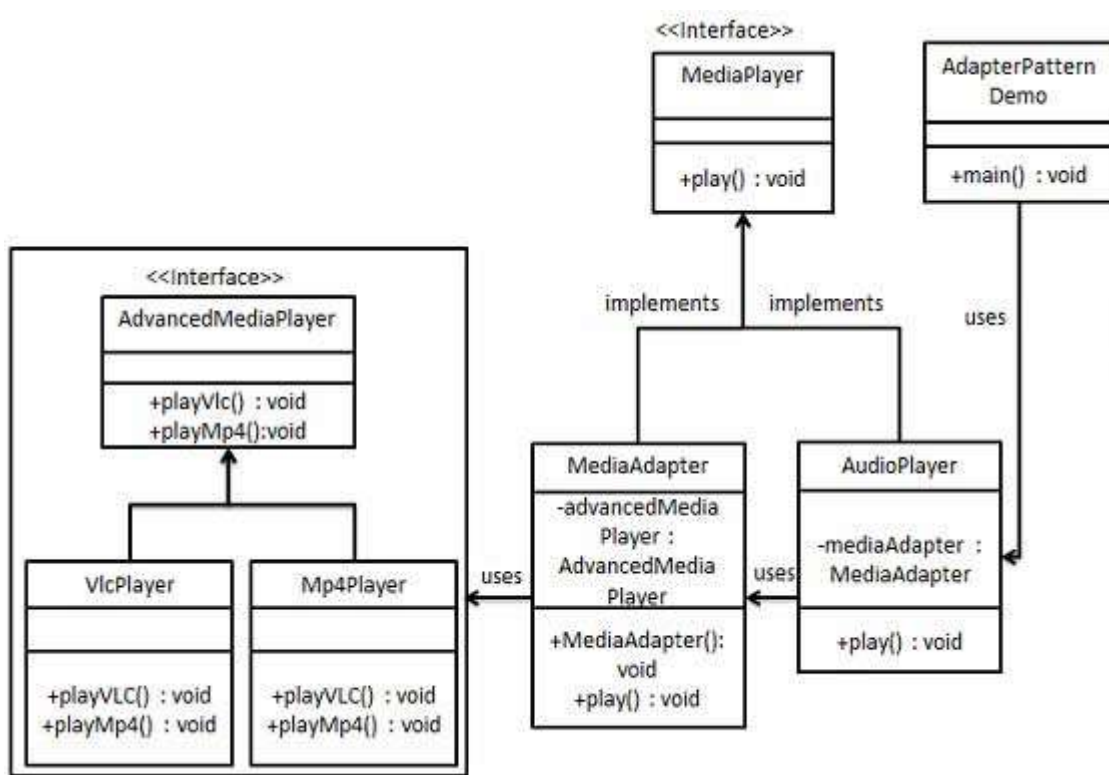 <<Interface>>
MediaPlayer
+play() : void
AdapterPattern
Demo
+main() : void
implements
implements
uses
<<Interface>>
AdvancedMediaPlayer
+playVlc() : void
+playMp4():void
VlcPlayer
+playVLC() : void
+playMp4() : void
Mp4Player
+playVLC() : void
+playMp4() : void
uses
MediaAdapter
-advancedMedia
Player :
AdvancedMedia
Player
+MediaAdapter():
void
+play() : void
uses
AudioPlayer
-mediaAdapter :
MediaAdapter
+play() : void